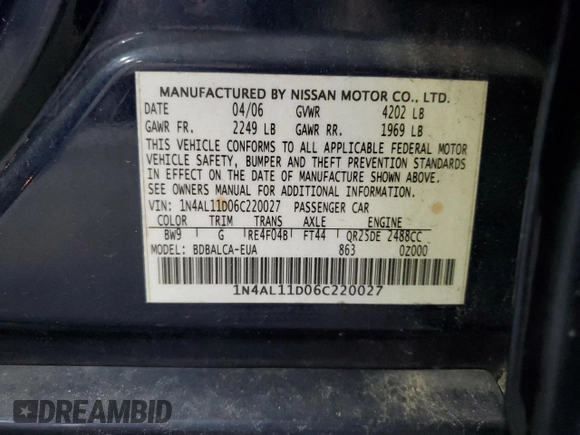 MANUFACTURED BY NISSAN MOTOR CO., LTD.
DATE 04/06 GVWR 4202 LB
GAWR FR. 2249 LB GAWR RR. 1969 LB
THIS VEHICLE CONFORMS TO ALL APPLICABLE FEDERAL MOTOR
VEHICLE SAFETY, BUMPER AND THEFT PREVENTION STANDARDS
IN EFFECT ON THE DATE OF MANUFACTURE SHOWN ABOVE.
SEE OWNERS MANUAL FOR ADDITIONAL INFORMATION.
VIN: 1N4AL11D06C220027 PASSENGER CAR
COLOR TRIM TRANS AXLE ENGINE
BW9 G RE4F04B FT44 QR25DE 2488CC
MODEL: BDBALCA-EUA 863 0Z000
1N4AL11D06C220027
DREAMBID